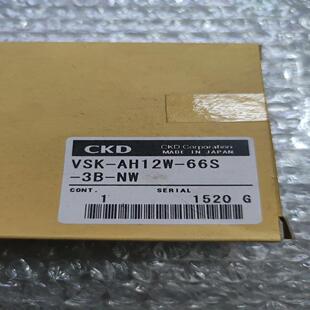 CKD
CKD Corporation
MADE IN JAPAN
VSK-AH12W-66S
-3B-NW
CONT. SERIAL
1 1520 G